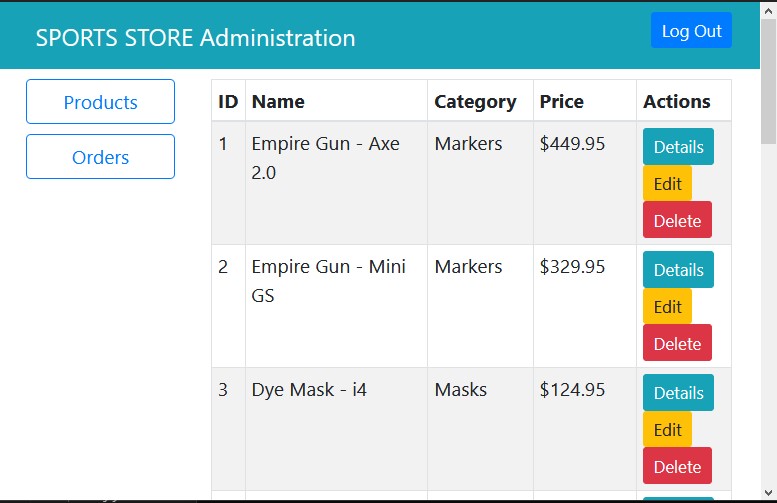 SPORTS STORE Administration
Log Out
Products
Orders
ID Name Category Price Actions
1 Empire Gun - Axe 2.0 Markers $449.95 Details Edit Delete
2 Empire Gun - Mini GS Markers $329.95 Details Edit Delete
3 Dye Mask - i4 Masks $124.95 Details Edit Delete